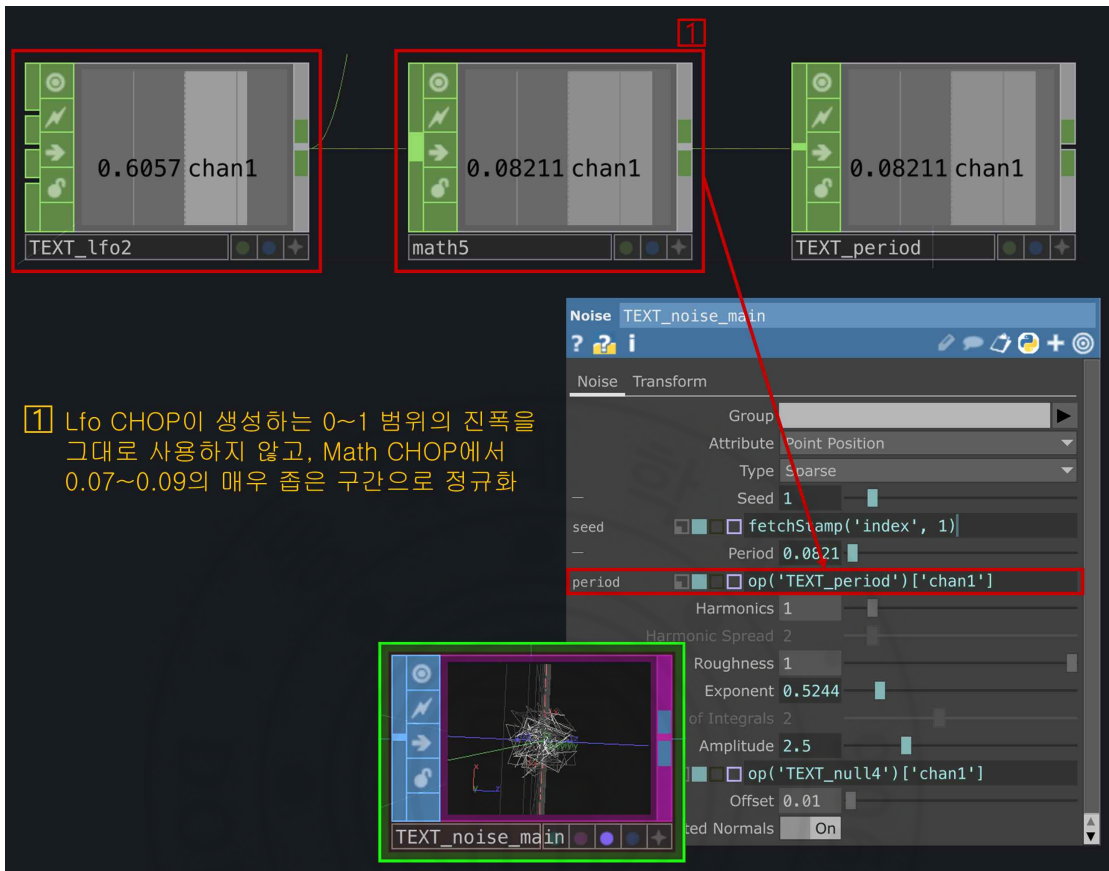 1
0.6057 chan1
0.08211 chan1
0.08211 chan1
TEXT_lfo2
math5
TEXT_period
Noise TEXT_noise_main
? ? i
Noise Transform
1 Lfo CHOP이 생성하는 0~1 범위의 진폭을
그대로 사용하지 않고, Math CHOP에서
0.07~0.09의 매우 좁은 구간으로 정규화
Group
Attribute Point Position
Type Sparse
Seed 1
seed fetchStamp('index', 1)
Period 0.0821
period op('TEXT_period')['chan1']
Harmonics 1
Harmonic Spread 2
Roughness 1
Exponent 0.5244
of Integrals 2
Amplitude 2.5
op('TEXT_null4')['chan1']
Offset 0.01
ted Normals On
TEXT_noise_main